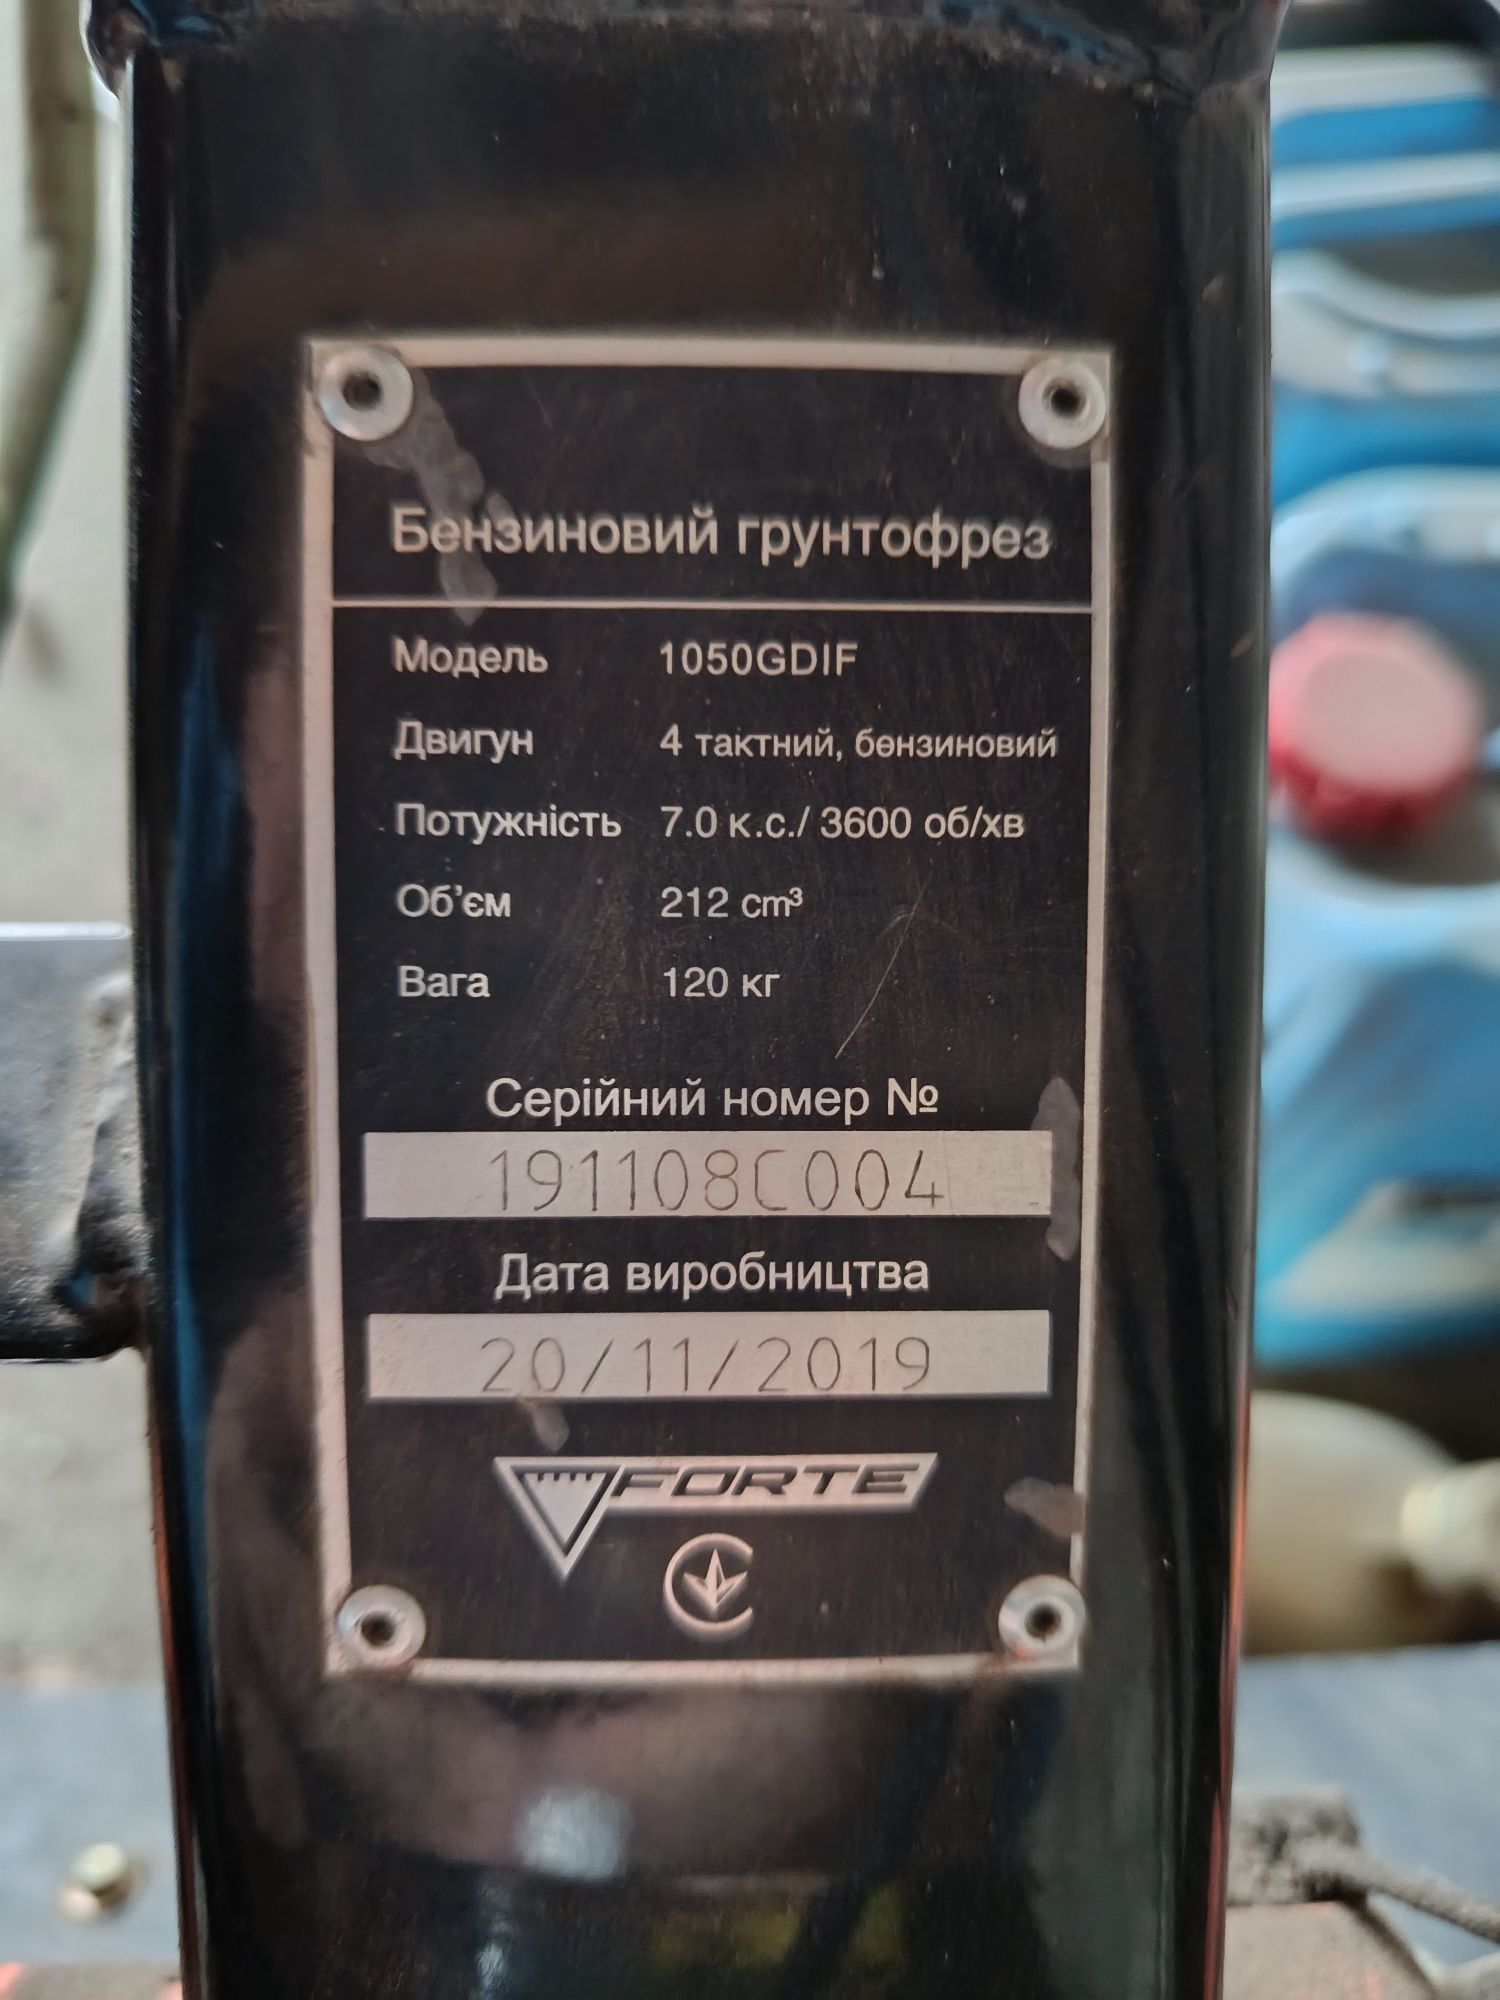 Бензиновий грунтофрез
Модель 1050GDIF
Двигун 4 тактний, бензиновий
Потужність 7.0 к.с./ 3600 об/хв
Об'єм 212 cm³
Вага 120 кг
Серійний номер №
191108C004
Дата виробництва
20/11/2019
FORTE